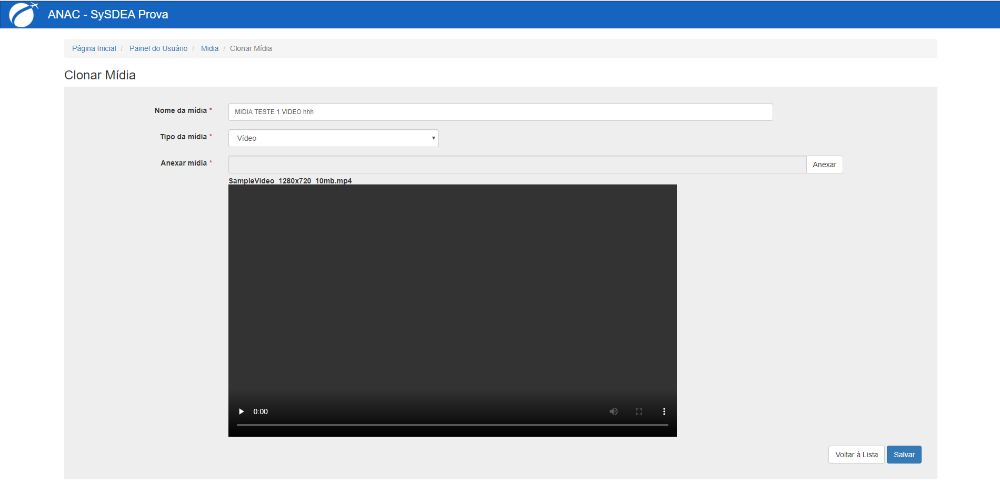 ANAC - SySDEA Prova
Página Inicial / Painel do Usuário / Midia / Clonar Mídia
Clonar Mídia
Nome da mídia * MIDIA TESTE 1 VIDEO hhh
Tipo da mídia * Vídeo
Anexar mídia * Anexar
SampleVideo_1280x720_10mb.mp4
0:00
Voltar à Lista Salvar